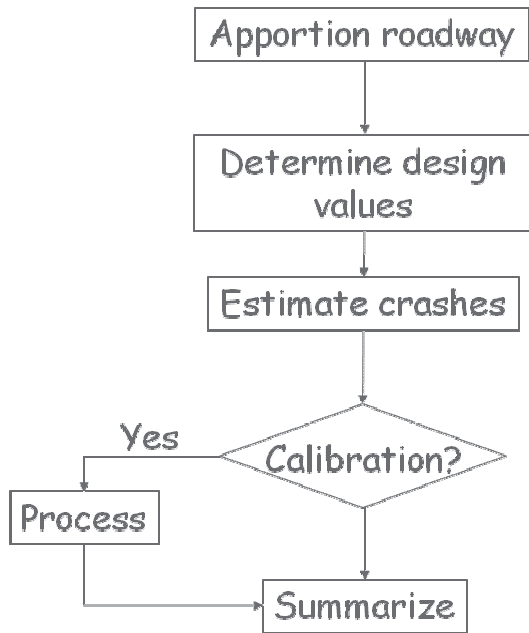 Apportion roadway
Determine design
values
Estimate crashes
Yes
Calibration?
Process
Summarize